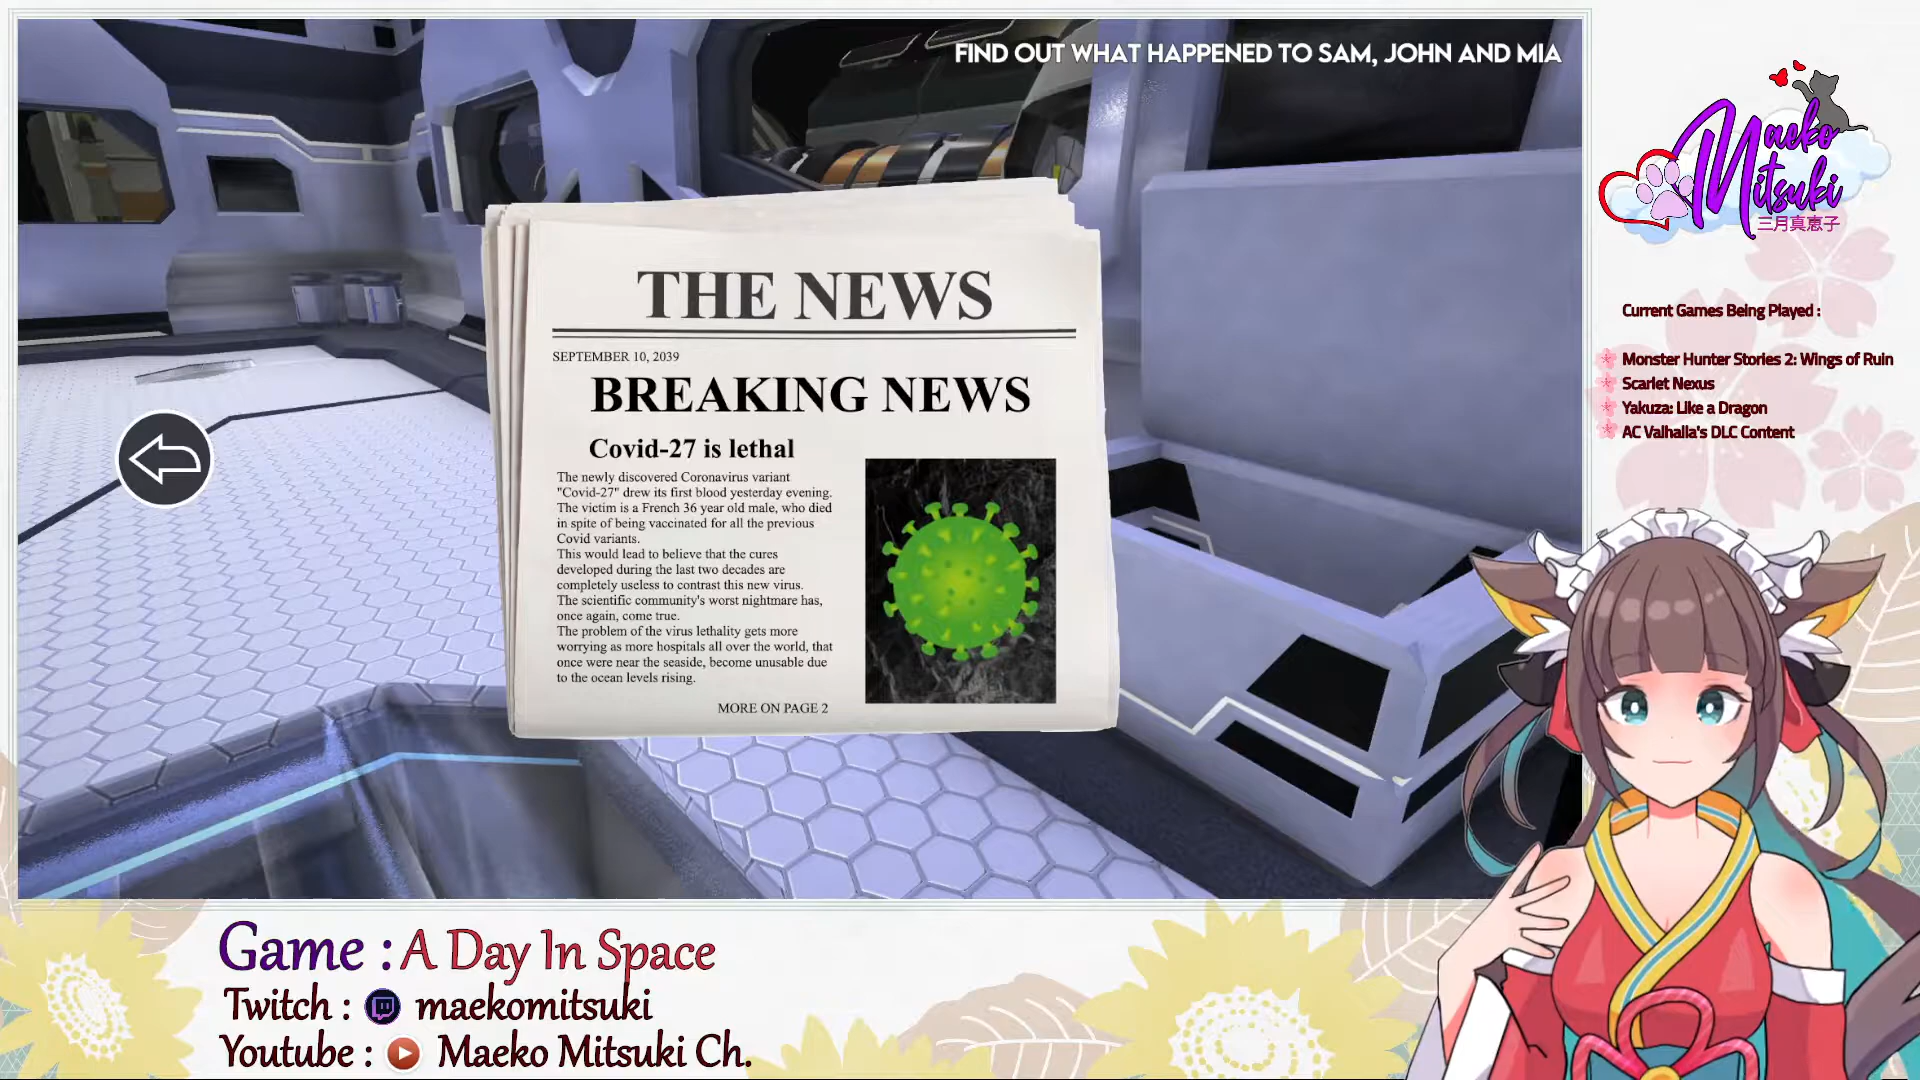 FIND OUT WHAT HAPPENED TO SAM, JOHN AND MIA
THE NEWS
SEPTEMBER 10, 2039
BREAKING NEWS
Covid-27 is lethal
The newly discovered Coronavirus variant
"Covid-27" drew its first blood yesterday evening.
The victim is a French 36 year old male, who died
in spite of being vaccinated for all the previous
Covid variants.
This would lead to believe that the cures
developed during the last two decades are
completely useless to contrast this new virus.
The scientific community's worst nightmare has,
once again, come true.
The problem of the virus lethality gets more
worrying as more hospitals all over the world, that
once were near the seaside, become unusable due
to the ocean levels rising.
MORE ON PAGE 2
Maeko
Mitsuki
三月真恵子
Current Games Being Played :
Monster Hunter Stories 2: Wings of Ruin
Scarlet Nexus
Yakuza: Like a Dragon
AC Valhalla's DLC Content
Game : A Day In Space
Twitch : maekomitsuki
Youtube : Maeko Mitsuki Ch.